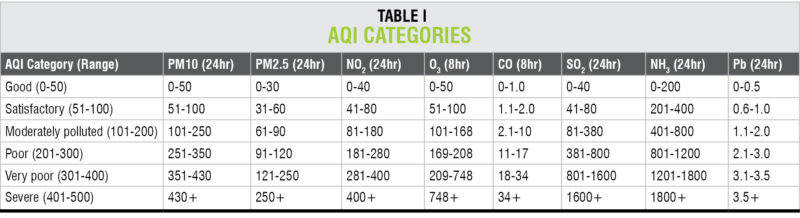 TABLE I
AQI CATEGORIES
AQI Category (Range) PM10 (24hr) PM2.5 (24hr) NO₂ (24hr) O₃ (8hr) CO (8hr) SO₂ (24hr) NH₃ (24hr) Pb (24hr)
Good (0-50) 0-50 0-30 0-40 0-50 0-1.0 0-40 0-200 0-0.5
Satisfactory (51-100) 51-100 31-60 41-80 51-100 1.1-2.0 41-80 201-400 0.6-1.0
Moderately polluted (101-200) 101-250 61-90 81-180 101-168 2.1-10 81-380 401-800 1.1-2.0
Poor (201-300) 251-350 91-120 181-280 169-208 11-17 381-800 801-1200 2.1-3.0
Very poor (301-400) 351-430 121-250 281-400 209-748 18-34 801-1600 1201-1800 3.1-3.5
Severe (401-500) 430+ 250+ 400+ 748+ 34+ 1600+ 1800+ 3.5+